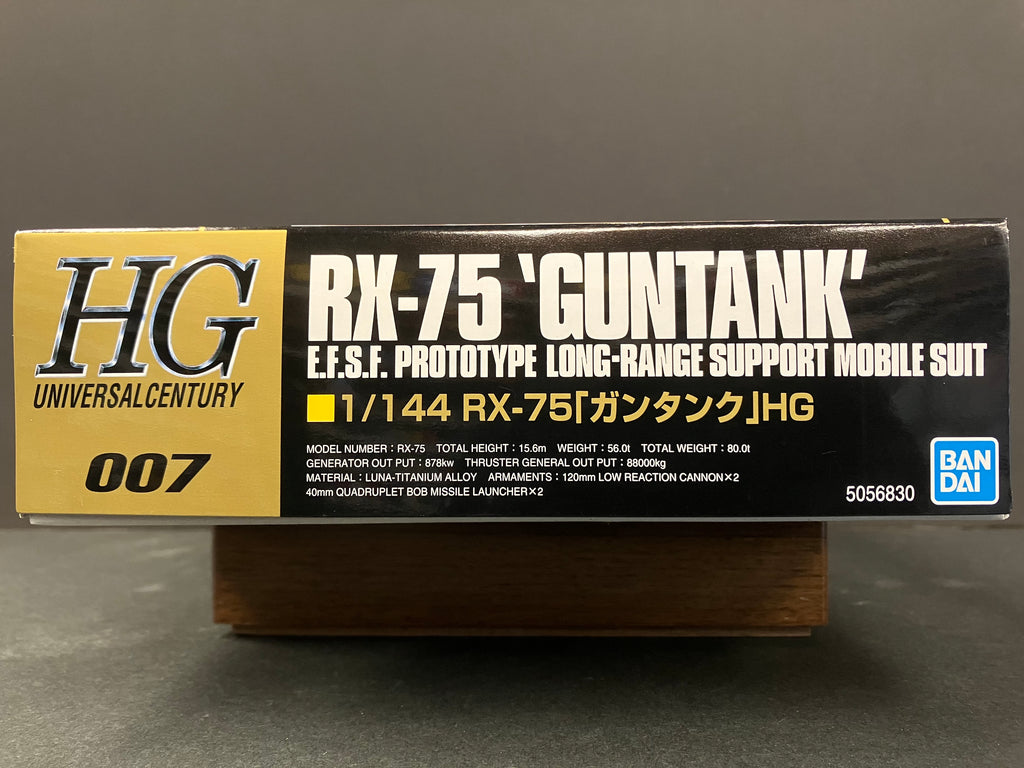 HG
UNIVERSALCENTURY
007
RX-75 'GUNTANK'
E.F.S.F. PROTOTYPE LONG-RANGE SUPPORT MOBILE SUIT
1/144 RX-75「ガンタンク」HG
MODEL NUMBER : RX-75 TOTAL HEIGHT : 15.6m WEIGHT : 56.0t TOTAL WEIGHT : 80.0t
GENERATOR OUT PUT : 878kw THRUSTER GENERAL OUT PUT : 88000kg
MATERIAL : LUNA-TITANIUM ALLOY ARMAMENTS : 120mm LOW REACTION CANNON×2
40mm QUADRUPLET BOB MISSILE LAUNCHER×2
5056830
BAN
DAI